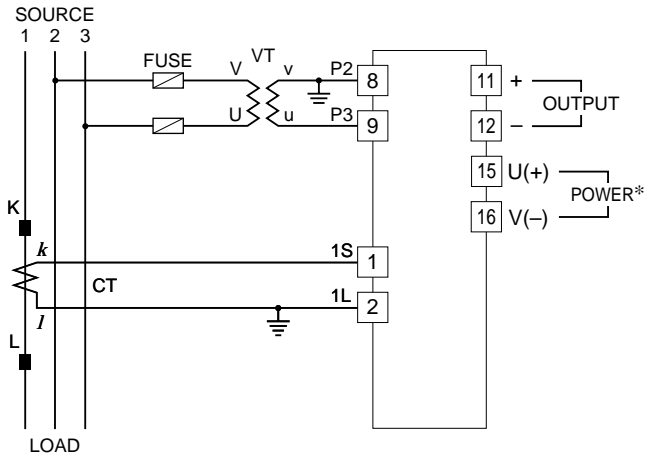 SOURCE
1 2 3
FUSE
VT
V v P2 8
U u P3 9
11 +
OUTPUT
12 –
15 U(+)
POWER*
16 V(–)
K
k
1S 1
CT
1L 2
l
L
LOAD